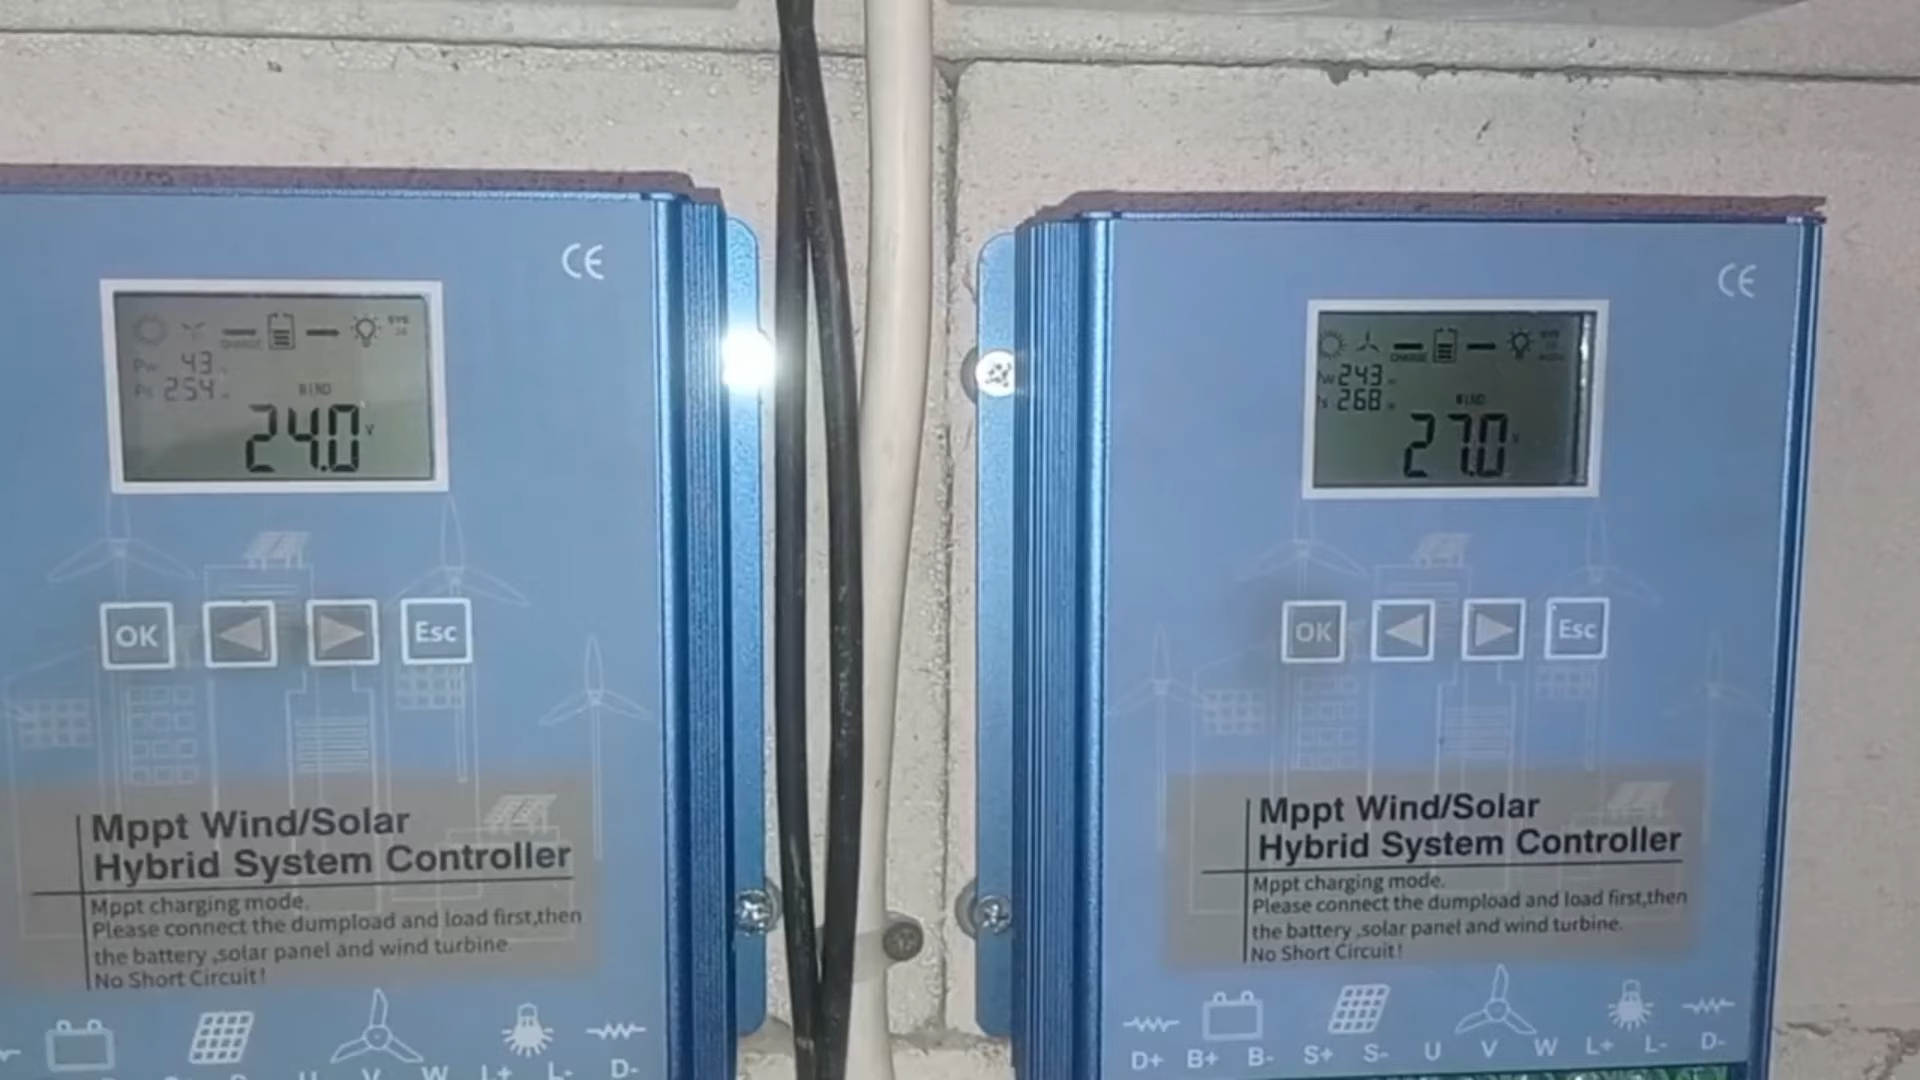 CE
CHARGE
Pw 43
Ps 254 w
WIND
24.0 V
OK
Esc
Mppt Wind/Solar
Hybrid System Controller
Mppt charging mode.
Please connect the dumpload and load first,then
the battery ,solar panel and wind turbine.
No Short Circuit!
V W L+ L- D-
CE
CHARGE
243
268
WIND
27.0
OK
Esc
Mppt Wind/Solar
Hybrid System Controller
Mppt charging mode.
Please connect the dumpload and load first,then
the battery ,solar panel and wind turbine.
No Short Circuit!
D+ B+ B- S+ S- U V W L+ L- D-